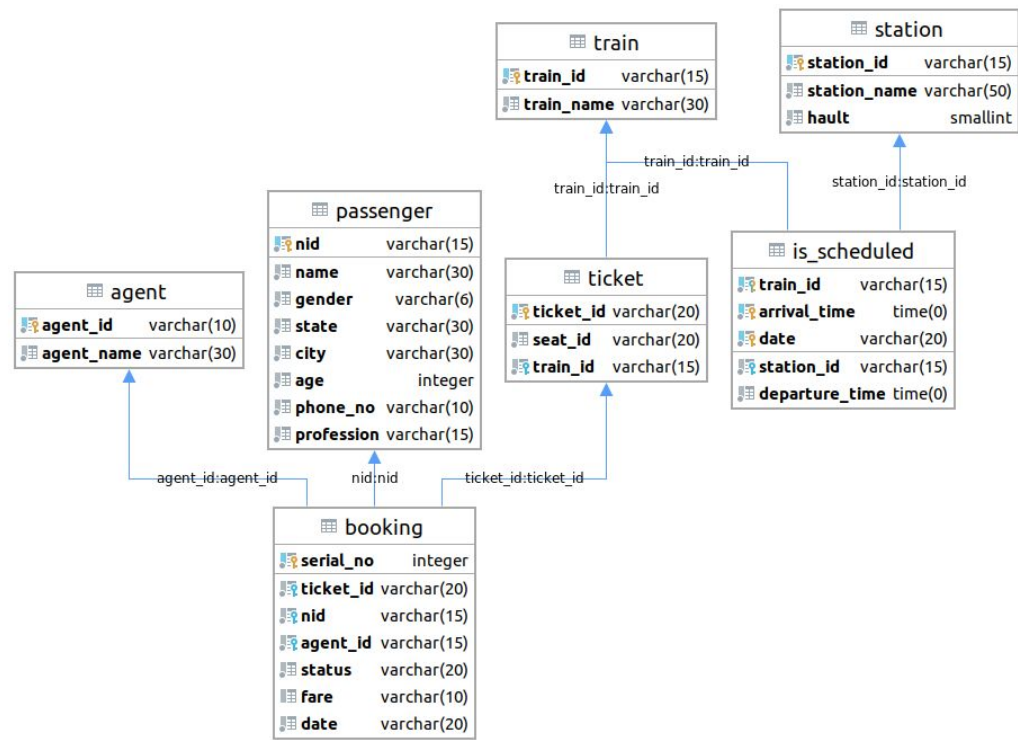 train
train_id varchar(15)
train_name varchar(30)
station
station_id varchar(15)
station_name varchar(50)
hault smallint
train_id:train_id
train_id:train_id
station_id:station_id
passenger
nid varchar(15)
name varchar(30)
gender varchar(6)
state varchar(30)
city varchar(30)
age integer
phone_no varchar(10)
profession varchar(15)
agent
agent_id varchar(10)
agent_name varchar(30)
ticket
ticket_id varchar(20)
seat_id varchar(20)
train_id varchar(15)
is_scheduled
train_id varchar(15)
arrival_time time(0)
date varchar(20)
station_id varchar(15)
departure_time time(0)
agent_id:agent_id
nid:nid
ticket_id:ticket_id
booking
serial_no integer
ticket_id varchar(20)
nid varchar(15)
agent_id varchar(15)
status varchar(20)
fare varchar(10)
date varchar(20)